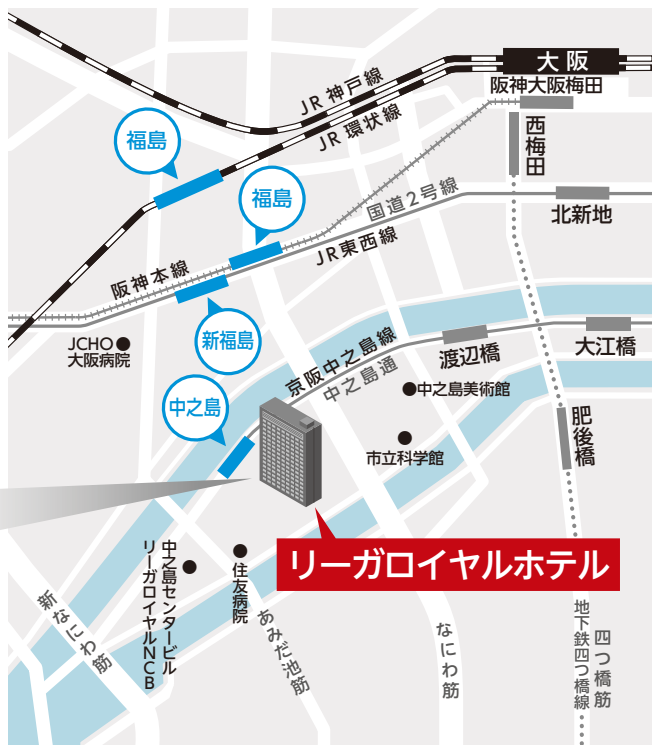 大阪
阪神大阪梅田
JR神戸線
JR環状線
西梅田
福島
福島
国道2号線
北新地
JR東西線
阪神本線
新福島
JCHO
大阪病院
京阪中之島線
中之島通
渡辺橋
大江橋
中之島
中之島美術館
市立科学館
肥後橋
リーガロイヤルホテル
中之島センタービル
リーガロイヤルNCB
住友病院
新なにわ筋
あみだ池筋
なにわ筋
四つ橋筋
地下鉄四つ橋線